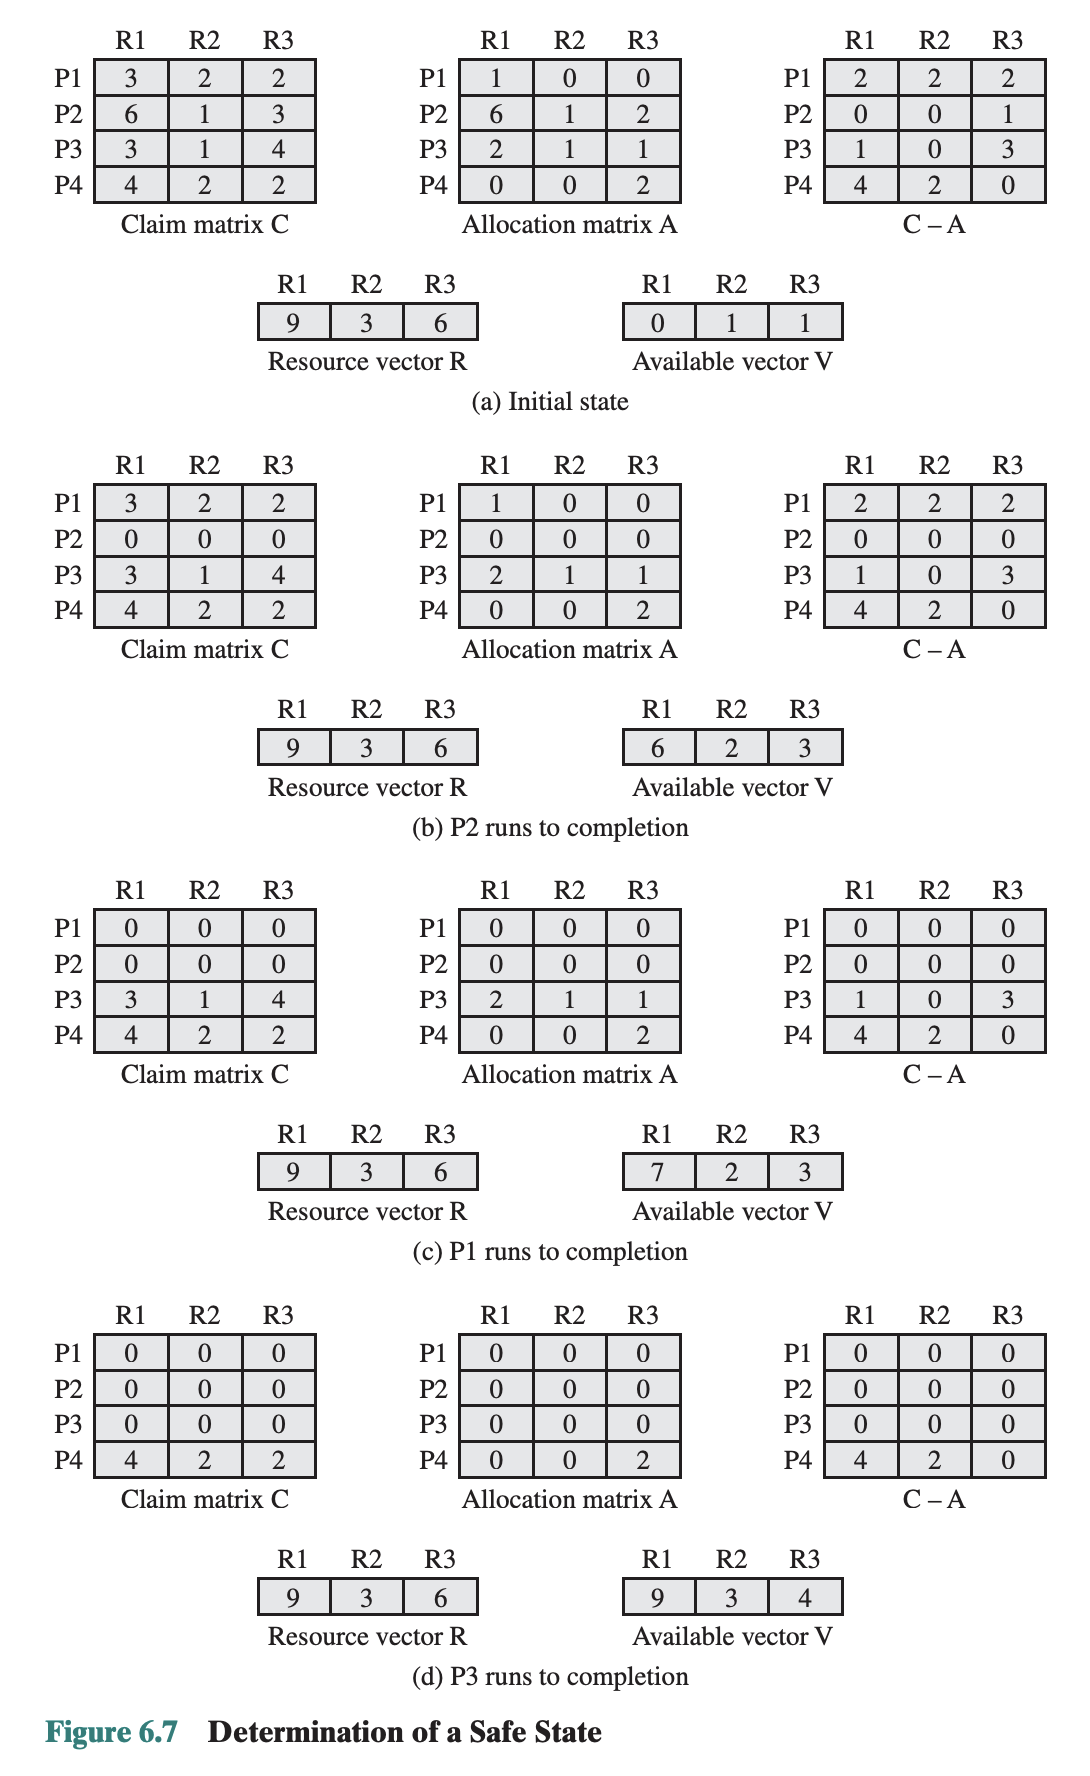 R1 R2 R3 R1 R2 R3 R1 R2 R3
P1 3 2 2 P1 1 0 0 P1 2 2 2
P2 6 1 3 P2 6 1 2 P2 0 0 1
P3 3 1 4 P3 2 1 1 P3 1 0 3
P4 4 2 2 P4 0 0 2 P4 4 2 0
Claim matrix C Allocation matrix A C – A
R1 R2 R3 R1 R2 R3
9 3 6 0 1 1
Resource vector R Available vector V
(a) Initial state
R1 R2 R3 R1 R2 R3 R1 R2 R3
P1 3 2 2 P1 1 0 0 P1 2 2 2
P2 0 0 0 P2 0 0 0 P2 0 0 0
P3 3 1 4 P3 2 1 1 P3 1 0 3
P4 4 2 2 P4 0 0 2 P4 4 2 0
Claim matrix C Allocation matrix A C – A
R1 R2 R3 R1 R2 R3
9 3 6 6 2 3
Resource vector R Available vector V
(b) P2 runs to completion
R1 R2 R3 R1 R2 R3 R1 R2 R3
P1 0 0 0 P1 0 0 0 P1 0 0 0
P2 0 0 0 P2 0 0 0 P2 0 0 0
P3 3 1 4 P3 2 1 1 P3 1 0 3
P4 4 2 2 P4 0 0 2 P4 4 2 0
Claim matrix C Allocation matrix A C – A
R1 R2 R3 R1 R2 R3
9 3 6 7 2 3
Resource vector R Available vector V
(c) P1 runs to completion
R1 R2 R3 R1 R2 R3 R1 R2 R3
P1 0 0 0 P1 0 0 0 P1 0 0 0
P2 0 0 0 P2 0 0 0 P2 0 0 0
P3 0 0 0 P3 0 0 0 P3 0 0 0
P4 4 2 2 P4 0 0 2 P4 4 2 0
Claim matrix C Allocation matrix A C – A
R1 R2 R3 R1 R2 R3
9 3 6 9 3 4
Resource vector R Available vector V
(d) P3 runs to completion
Figure 6.7 Determination of a Safe State